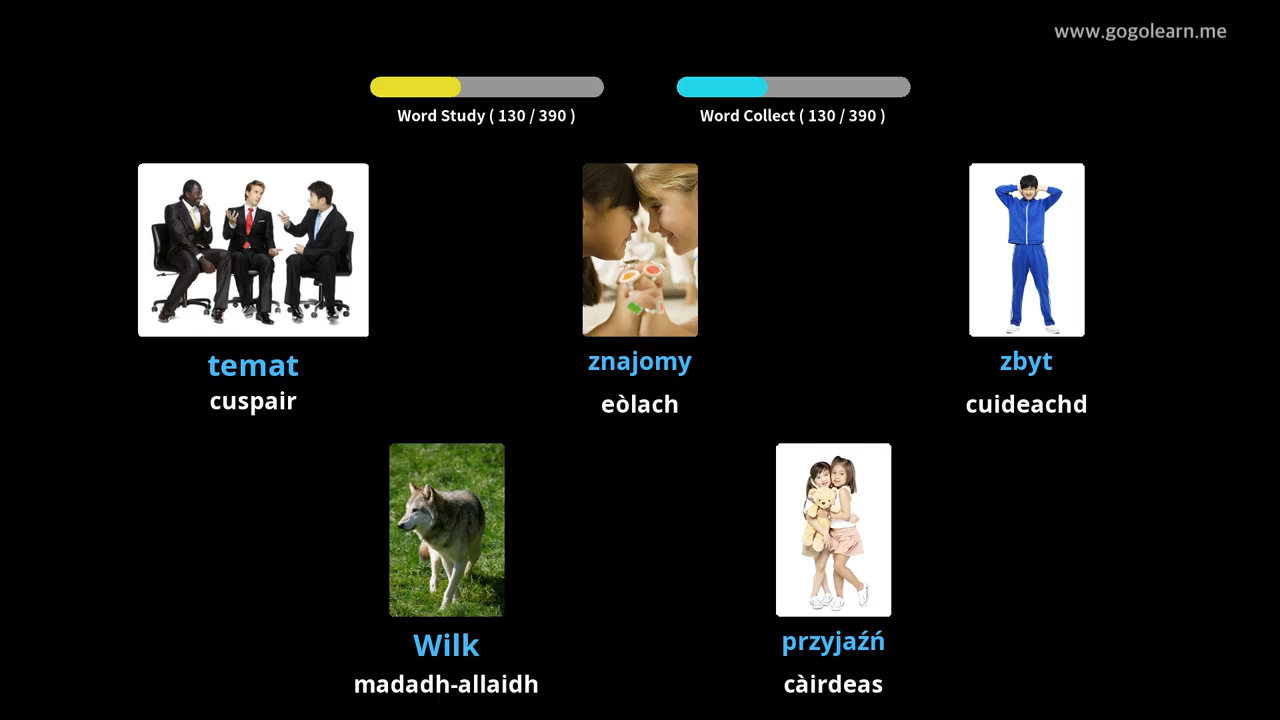 www.gogolearn.me
Word Study ( 130 / 390 )
Word Collect ( 130 / 390 )
temat
cuspair
znajomy
eòlach
zbyt
cuideachd
Wilk
madadh-allaidh
przyjaźń
càirdeas